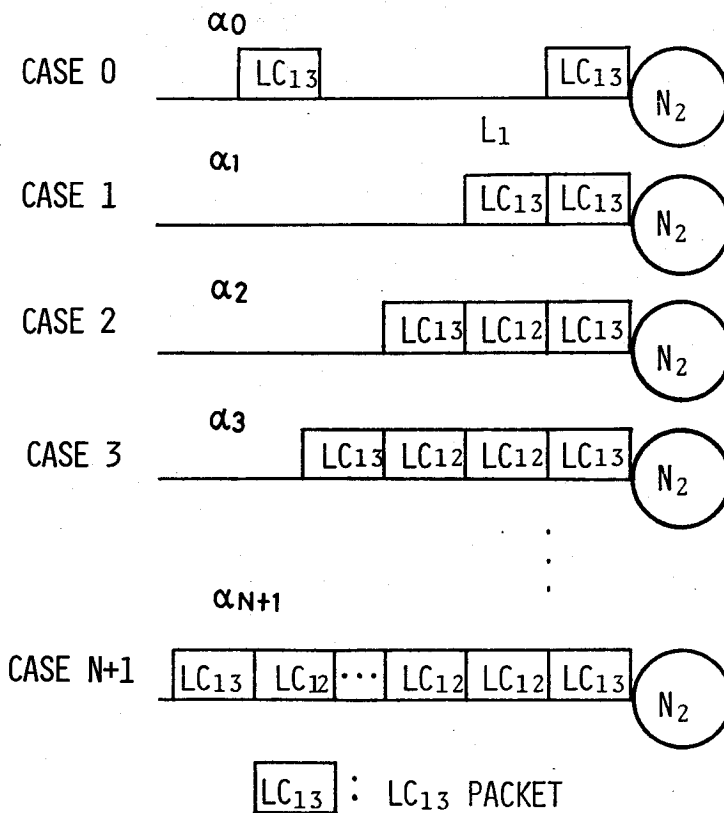 α0
CASE 0 LC13 LC13 N2
L1
α1
CASE 1 LC13 LC13 N2
α2
CASE 2 LC13 LC12 LC13 N2
α3
CASE 3 LC13 LC12 LC12 LC13 N2
⋮
αN+1
CASE N+1 LC13 LC12 ··· LC12 LC12 LC13 N2
LC13 : LC13 PACKET